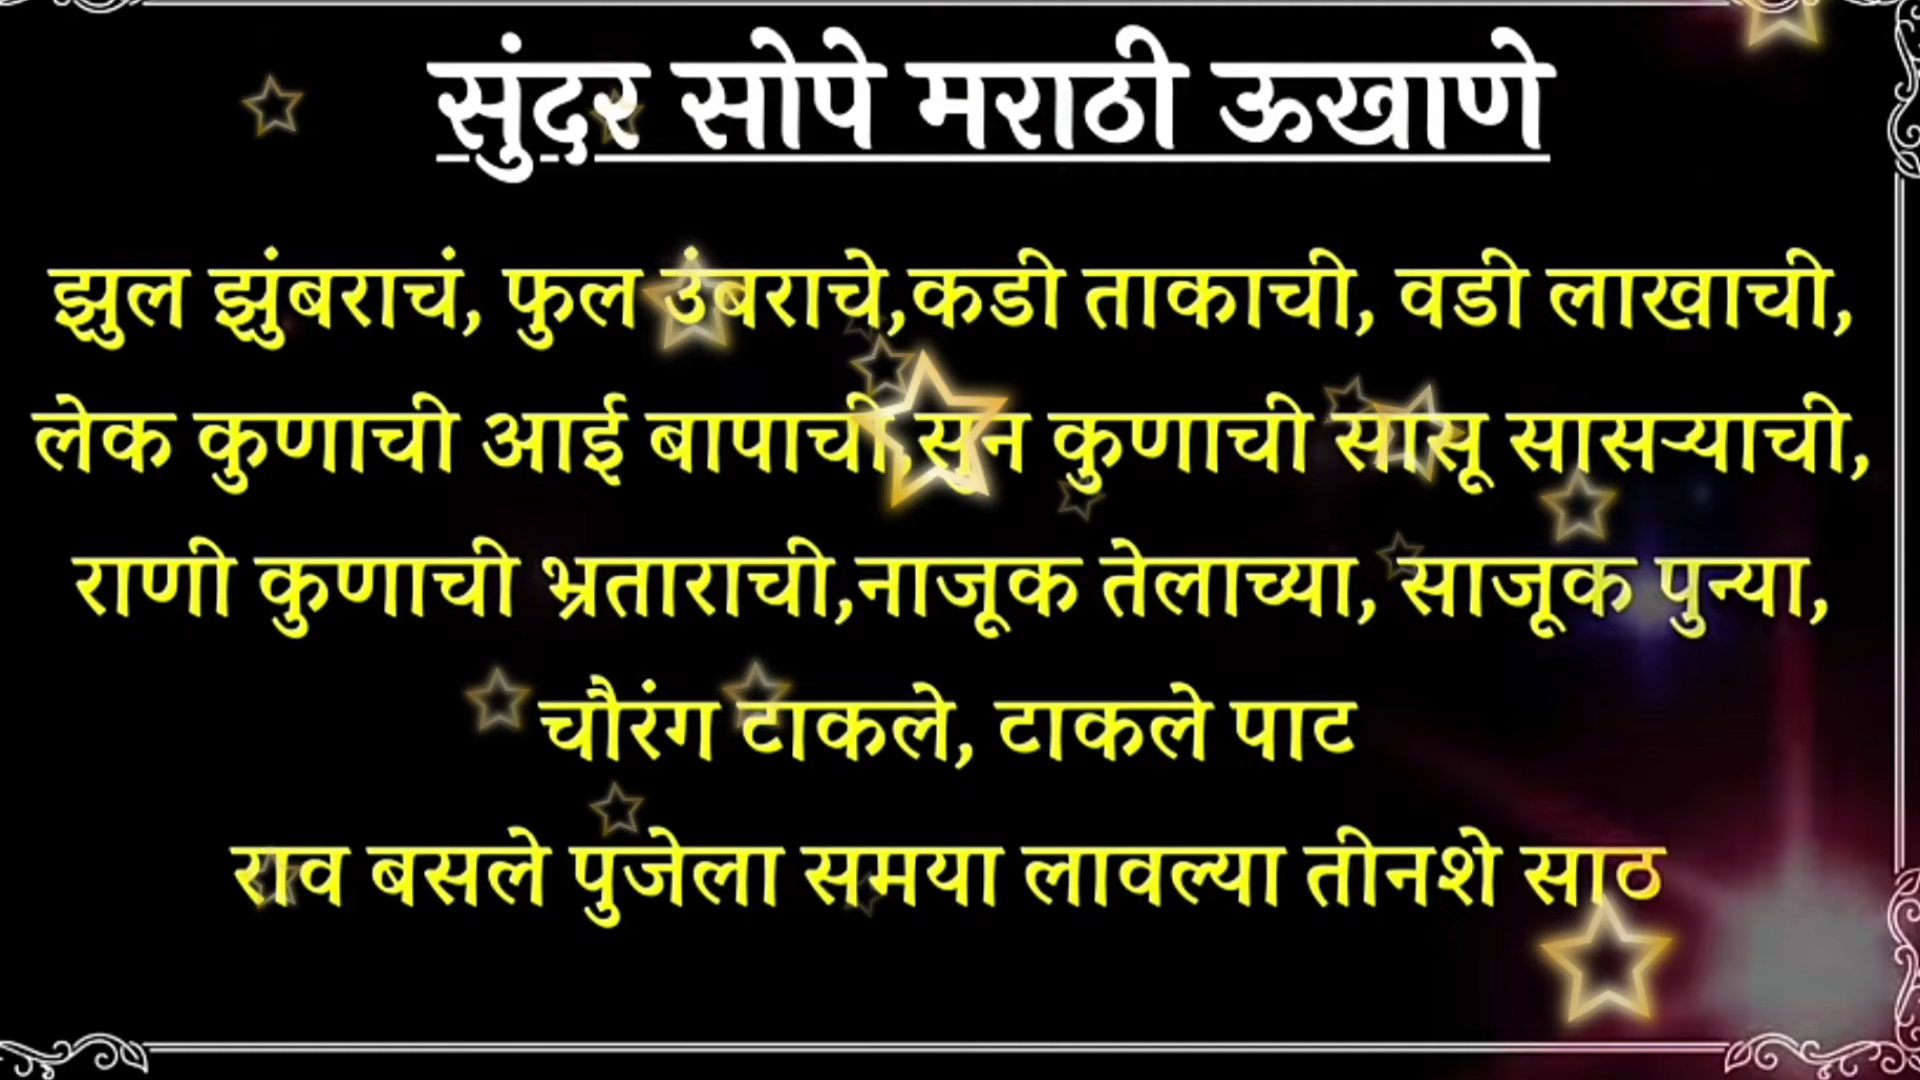 सुंदर सोपे मराठी ऊखाणे
झुल झुंबराचं, फुल उंबराचे,कडी ताकाची, वडी लाखाची,
लेक कुणाची आई बापाची,सुन कुणाची सासू सासऱ्याची,
राणी कुणाची भ्रताराची,नाजूक तेलाच्या, साजूक पुन्या,
चौरंग टाकले, टाकले पाट
राव बसले पुजेला समया लावल्या तीनशे साठ